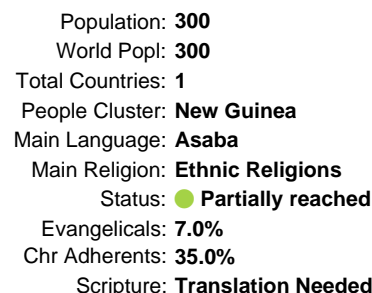 Population: 300
World Popl: 300
Total Countries: 1
People Cluster: New Guinea
Main Language: Asaba
Main Religion: Ethnic Religions
Status: Partially reached
Evangelicals: 7.0%
Chr Adherents: 35.0%
Scripture: Translation Needed